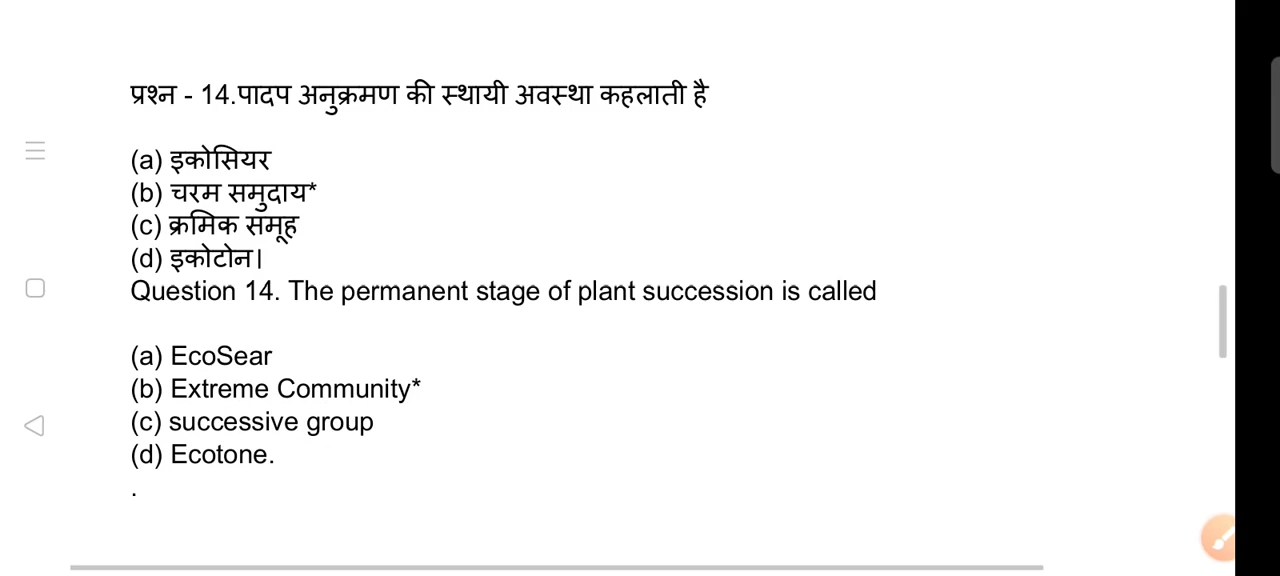 प्रश्न - 14.पादप अनुक्रमण की स्थायी अवस्था कहलाती है
(a) इकोसियर
(b) चरम समुदाय*
(c) क्रमिक समूह
(d) इकोटोन।
Question 14. The permanent stage of plant succession is called
(a) EcoSear
(b) Extreme Community*
(c) successive group
(d) Ecotone.
.